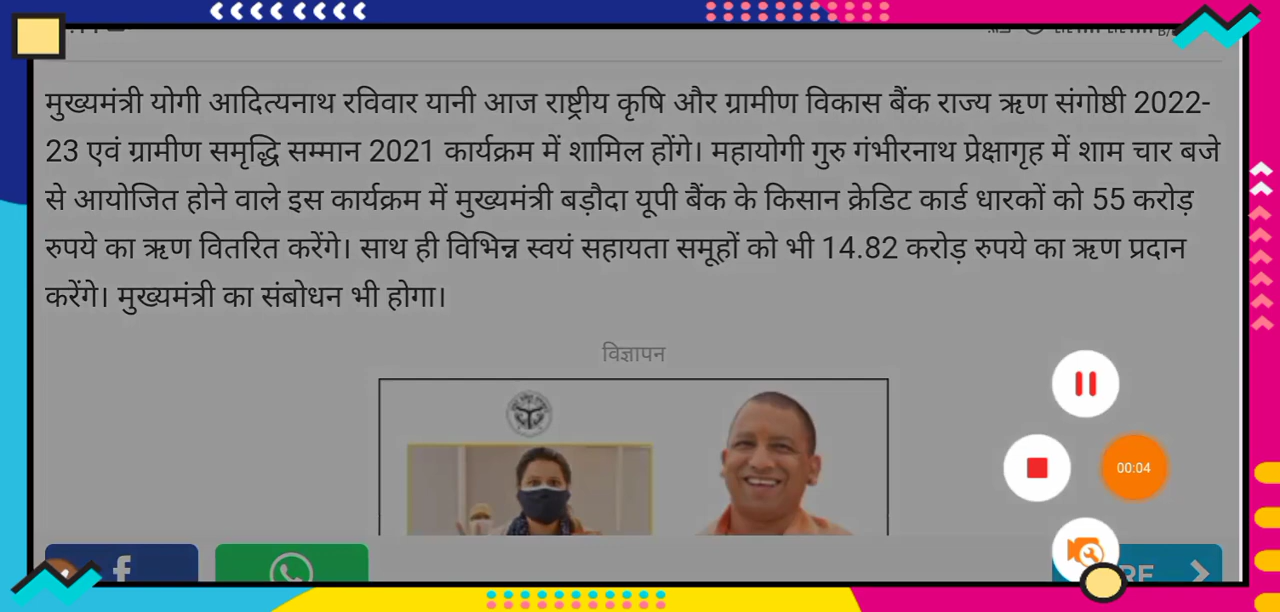 मुख्यमंत्री योगी आदित्यनाथ रविवार यानी आज राष्ट्रीय कृषि और ग्रामीण विकास बैंक राज्य ऋण संगोष्ठी 2022-
23 एवं ग्रामीण समृद्धि सम्मान 2021 कार्यक्रम में शामिल होंगे। महायोगी गुरु गंभीरनाथ प्रेक्षागृह में शाम चार बजे
से आयोजित होने वाले इस कार्यक्रम में मुख्यमंत्री बड़ौदा यूपी बैंक के किसान क्रेडिट कार्ड धारकों को 55 करोड़
रुपये का ऋण वितरित करेंगे। साथ ही विभिन्न स्वयं सहायता समूहों को भी 14.82 करोड़ रुपये का ऋण प्रदान
करेंगे। मुख्यमंत्री का संबोधन भी होगा।
विज्ञापन
00:04